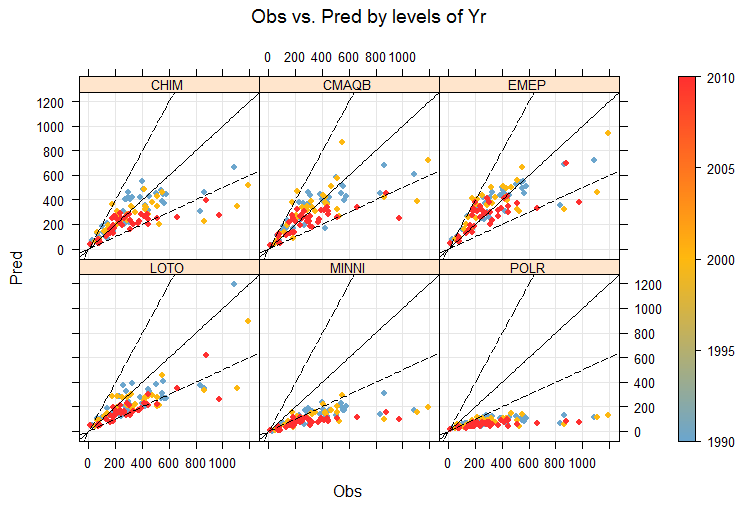 Obs vs. Pred by levels of Yr
0 200 400 600 800 1000
CHIM CMAQB EMEP
2010
1200
1000
800
600
400
200
0
2005
2000
1995
1990
Pred
LOTO MINNI POLR
1200
1000
800
600
400
200
0
0 200 400 600 800 1000
0 200 400 600 800 1000
Obs